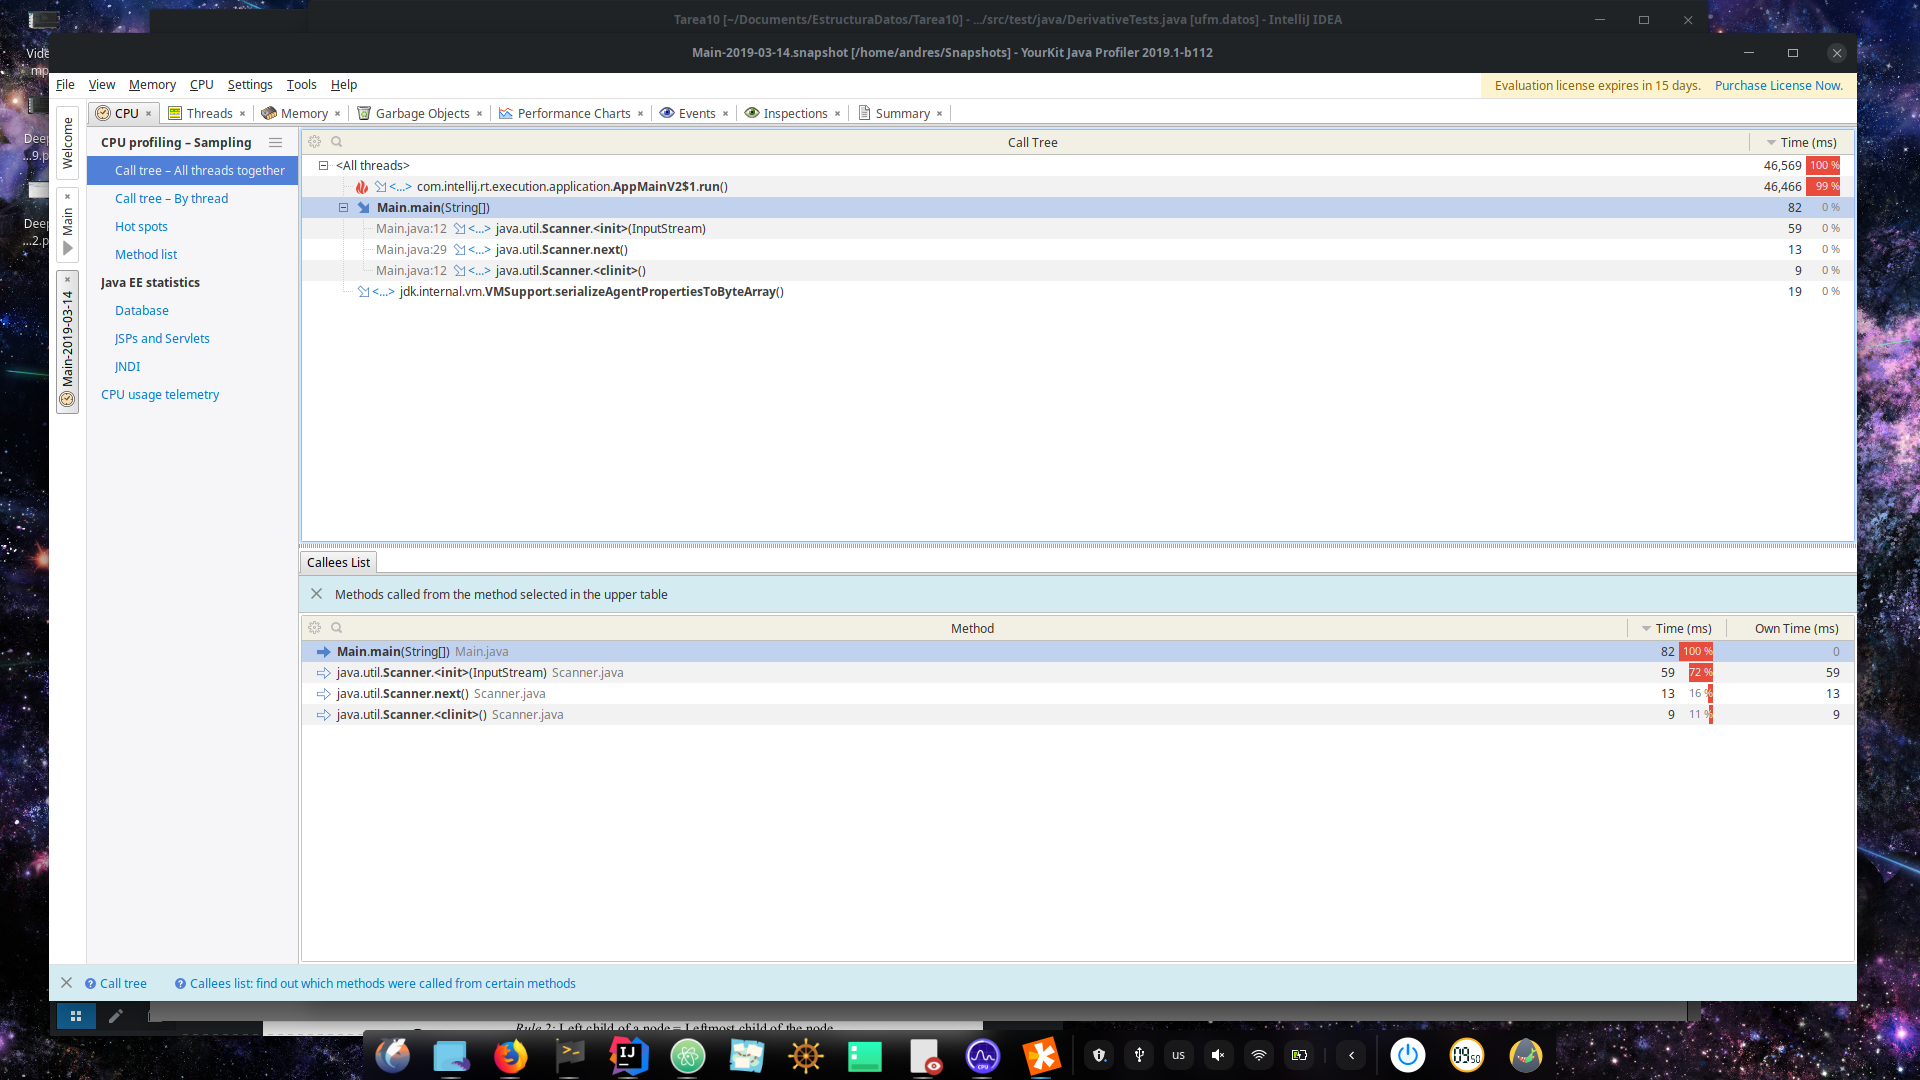 Tarea10 [~/Documents/EstructuraDatos/Tarea10] - .../src/test/java/DerivativeTests.java [ufm.datos] - IntelliJ IDEA
Main-2019-03-14.snapshot [/home/andres/Snapshots] - YourKit Java Profiler 2019.1-b112
File View Memory CPU Settings Tools Help
Evaluation license expires in 15 days. Purchase License Now.
CPU Threads Memory Garbage Objects Performance Charts Events Inspections Summary
Welcome
Main
Main-2019-03-14
CPU profiling – Sampling
Call tree – All threads together
Call tree – By thread
Hot spots
Method list
Java EE statistics
Database
JSPs and Servlets
JNDI
CPU usage telemetry
Call Tree Time (ms)
<All threads> 46,569 100 %
<...> com.intellij.rt.execution.application.AppMainV2$1.run() 46,466 99 %
Main.main(String[]) 82 0 %
Main.java:12 <...> java.util.Scanner.<init>(InputStream) 59 0 %
Main.java:29 <...> java.util.Scanner.next() 13 0 %
Main.java:12 <...> java.util.Scanner.<clinit>() 9 0 %
<...> jdk.internal.vm.VMSupport.serializeAgentPropertiesToByteArray() 19 0 %
Callees List
Methods called from the method selected in the upper table
Method Time (ms) Own Time (ms)
Main.main(String[]) Main.java 82 100 % 0
java.util.Scanner.<init>(InputStream) Scanner.java 59 72 % 59
java.util.Scanner.next() Scanner.java 13 16 % 13
java.util.Scanner.<clinit>() Scanner.java 9 11 % 9
Call tree Callees list: find out which methods were called from certain methods
Rule 2: Left child of a node = Leftmost child of the node
IJ CPU us 09:50